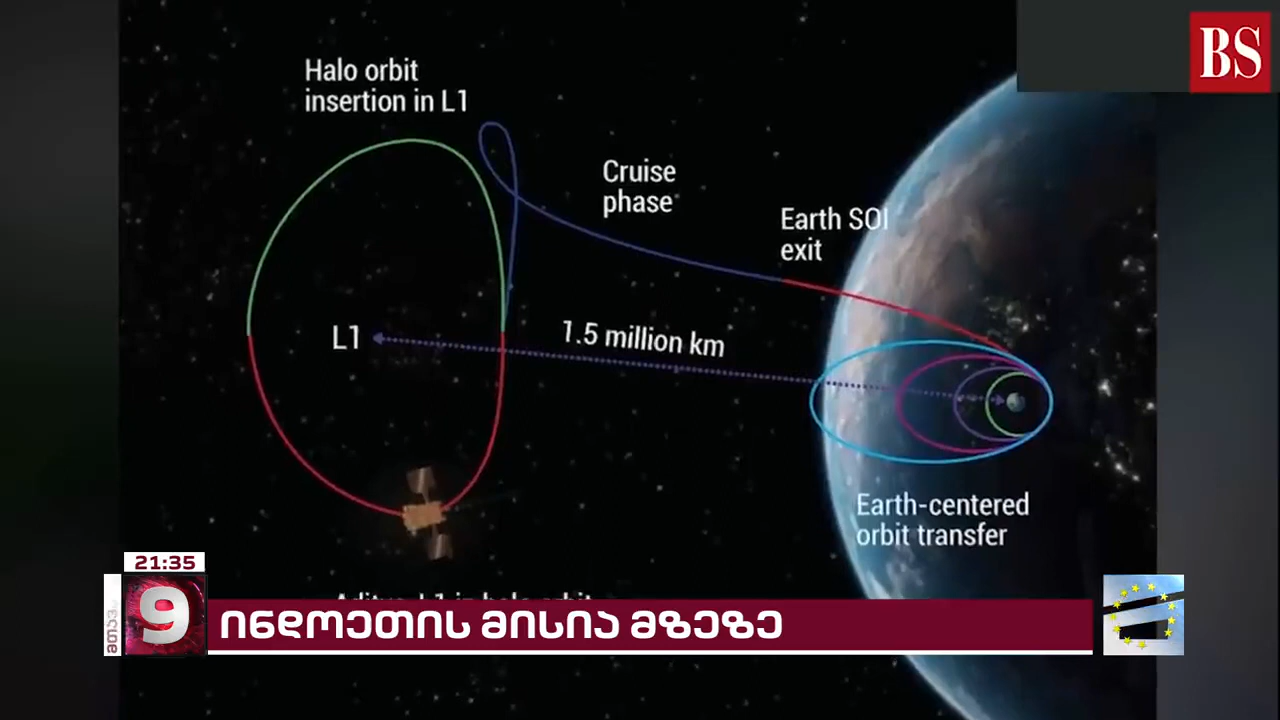 BS
Halo orbit
insertion in L1
Cruise
phase
Earth SOI
exit
L1
1.5 million km
Earth-centered
orbit transfer
21:35
მთავარი
9
ინდოეთის მისია მზეზე